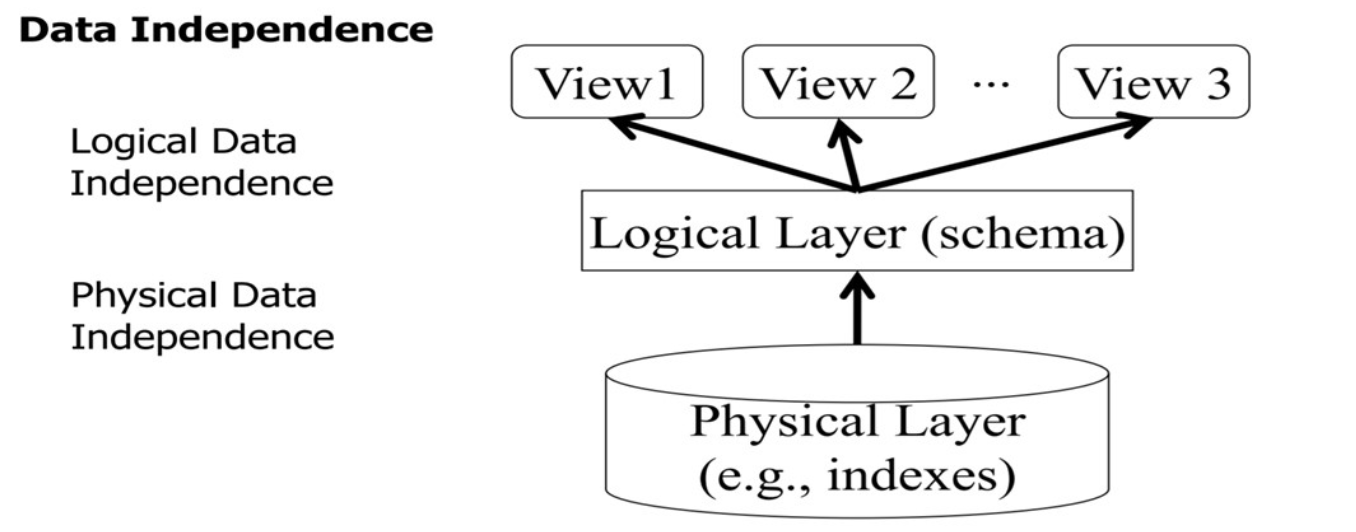 Data Independence
View1
View 2
...
View 3
Logical Data
Independence
Logical Layer (schema)
Physical Data
Independence
Physical Layer
(e.g., indexes)